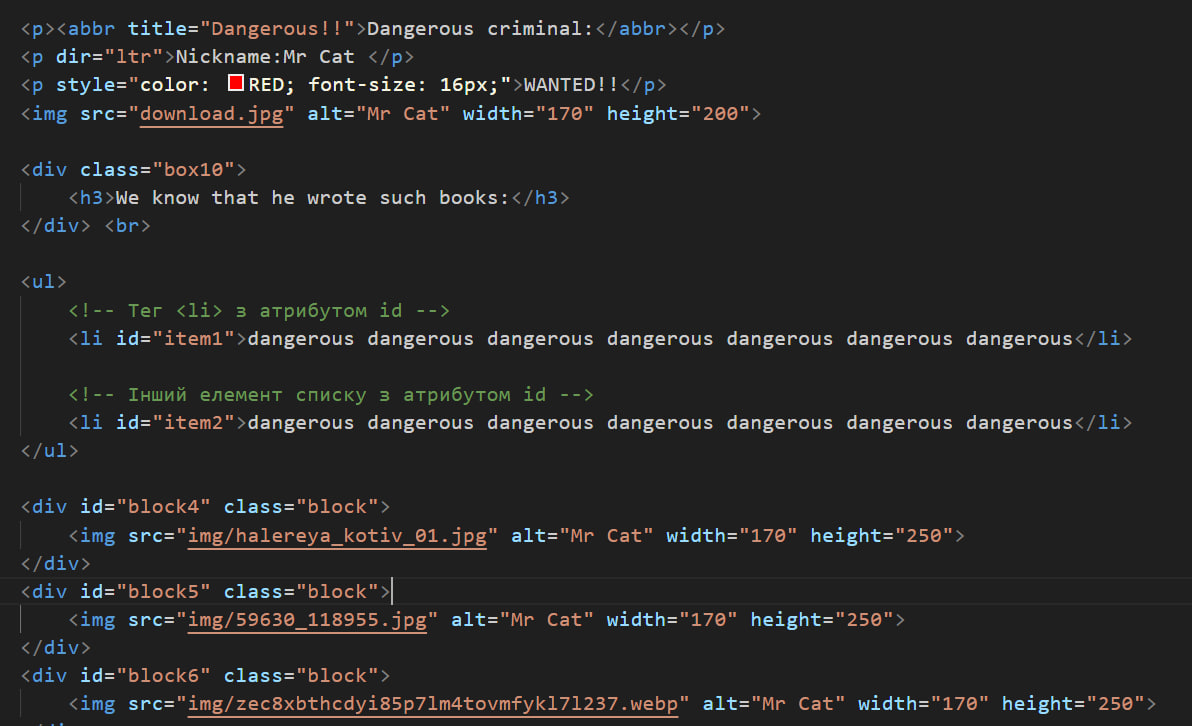 <p><abbr title="Dangerous!!">Dangerous criminal:</abbr></p>
<p dir="ltr">Nickname:Mr Cat </p>
<p style="color: RED; font-size: 16px;">WANTED!!</p>
<img src="download.jpg" alt="Mr Cat" width="170" height="200">
<div class="box10">
<h3>We know that he wrote such books:</h3>
</div> <br>
<ul>
<!-- Тег <li> з атрибутом id -->
<li id="item1">dangerous dangerous dangerous dangerous dangerous dangerous dangerous</li>
<!-- Інший елемент списку з атрибутом id -->
<li id="item2">dangerous dangerous dangerous dangerous dangerous dangerous dangerous</li>
</ul>
<div id="block4" class="block">
<img src="img/halereya_kotiv_01.jpg" alt="Mr Cat" width="170" height="250">
</div>
<div id="block5" class="block">
<img src="img/59630_118955.jpg" alt="Mr Cat" width="170" height="250">
</div>
<div id="block6" class="block">
<img src="img/zec8xbthcdyi85p7lm4tovmfykl7l237.webp" alt="Mr Cat" width="170" height="250">